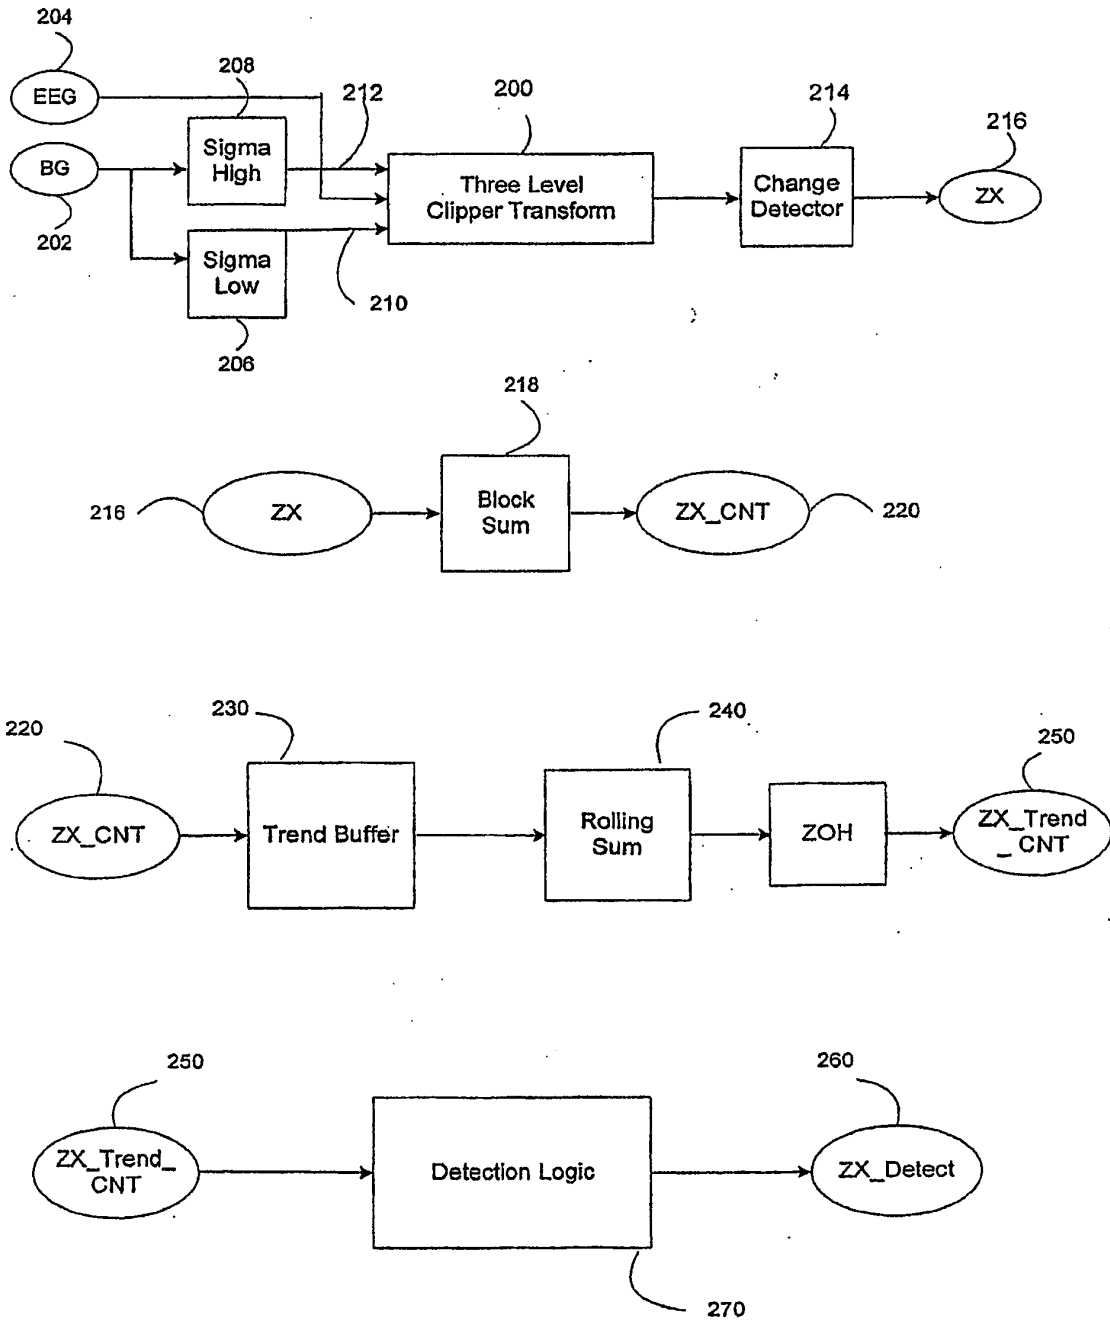 204
EEG
208
212
200
214
216
BG
Sigma
High
Three Level
Clipper Transform
Change
Detector
ZX
202
Sigma
Low
210
206
218
216
ZX
Block
Sum
ZX_CNT
220
220
230
240
250
ZX_CNT
Trend Buffer
Rolling
Sum
ZOH
ZX_Trend
_ CNT
250
260
ZX_Trend_
CNT
Detection Logic
ZX_Detect
270